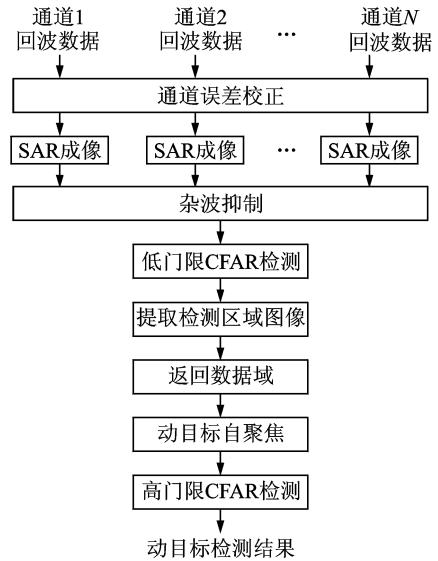 通道1 通道2 通道N
回波数据 回波数据 ··· 回波数据
通道误差校正
SAR成像 SAR成像 ··· SAR成像
杂波抑制
低门限CFAR检测
提取检测区域图像
返回数据域
动目标自聚焦
高门限CFAR检测
动目标检测结果